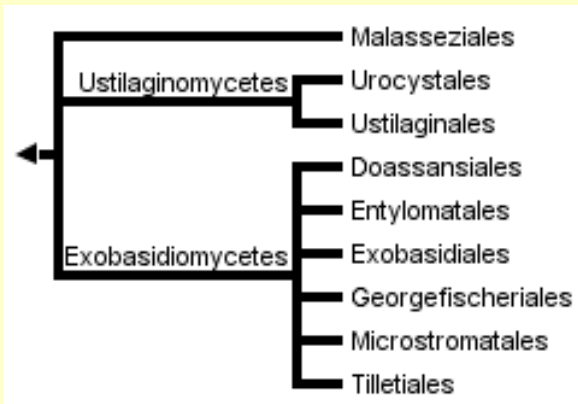 Malasseziales
Ustilaginomycetes
Urocystales
Ustilaginales
Doassansiales
Entylomatales
Exobasidiomycetes
Exobasidiales
Georgefischeriales
Microstromatales
Tilletiales